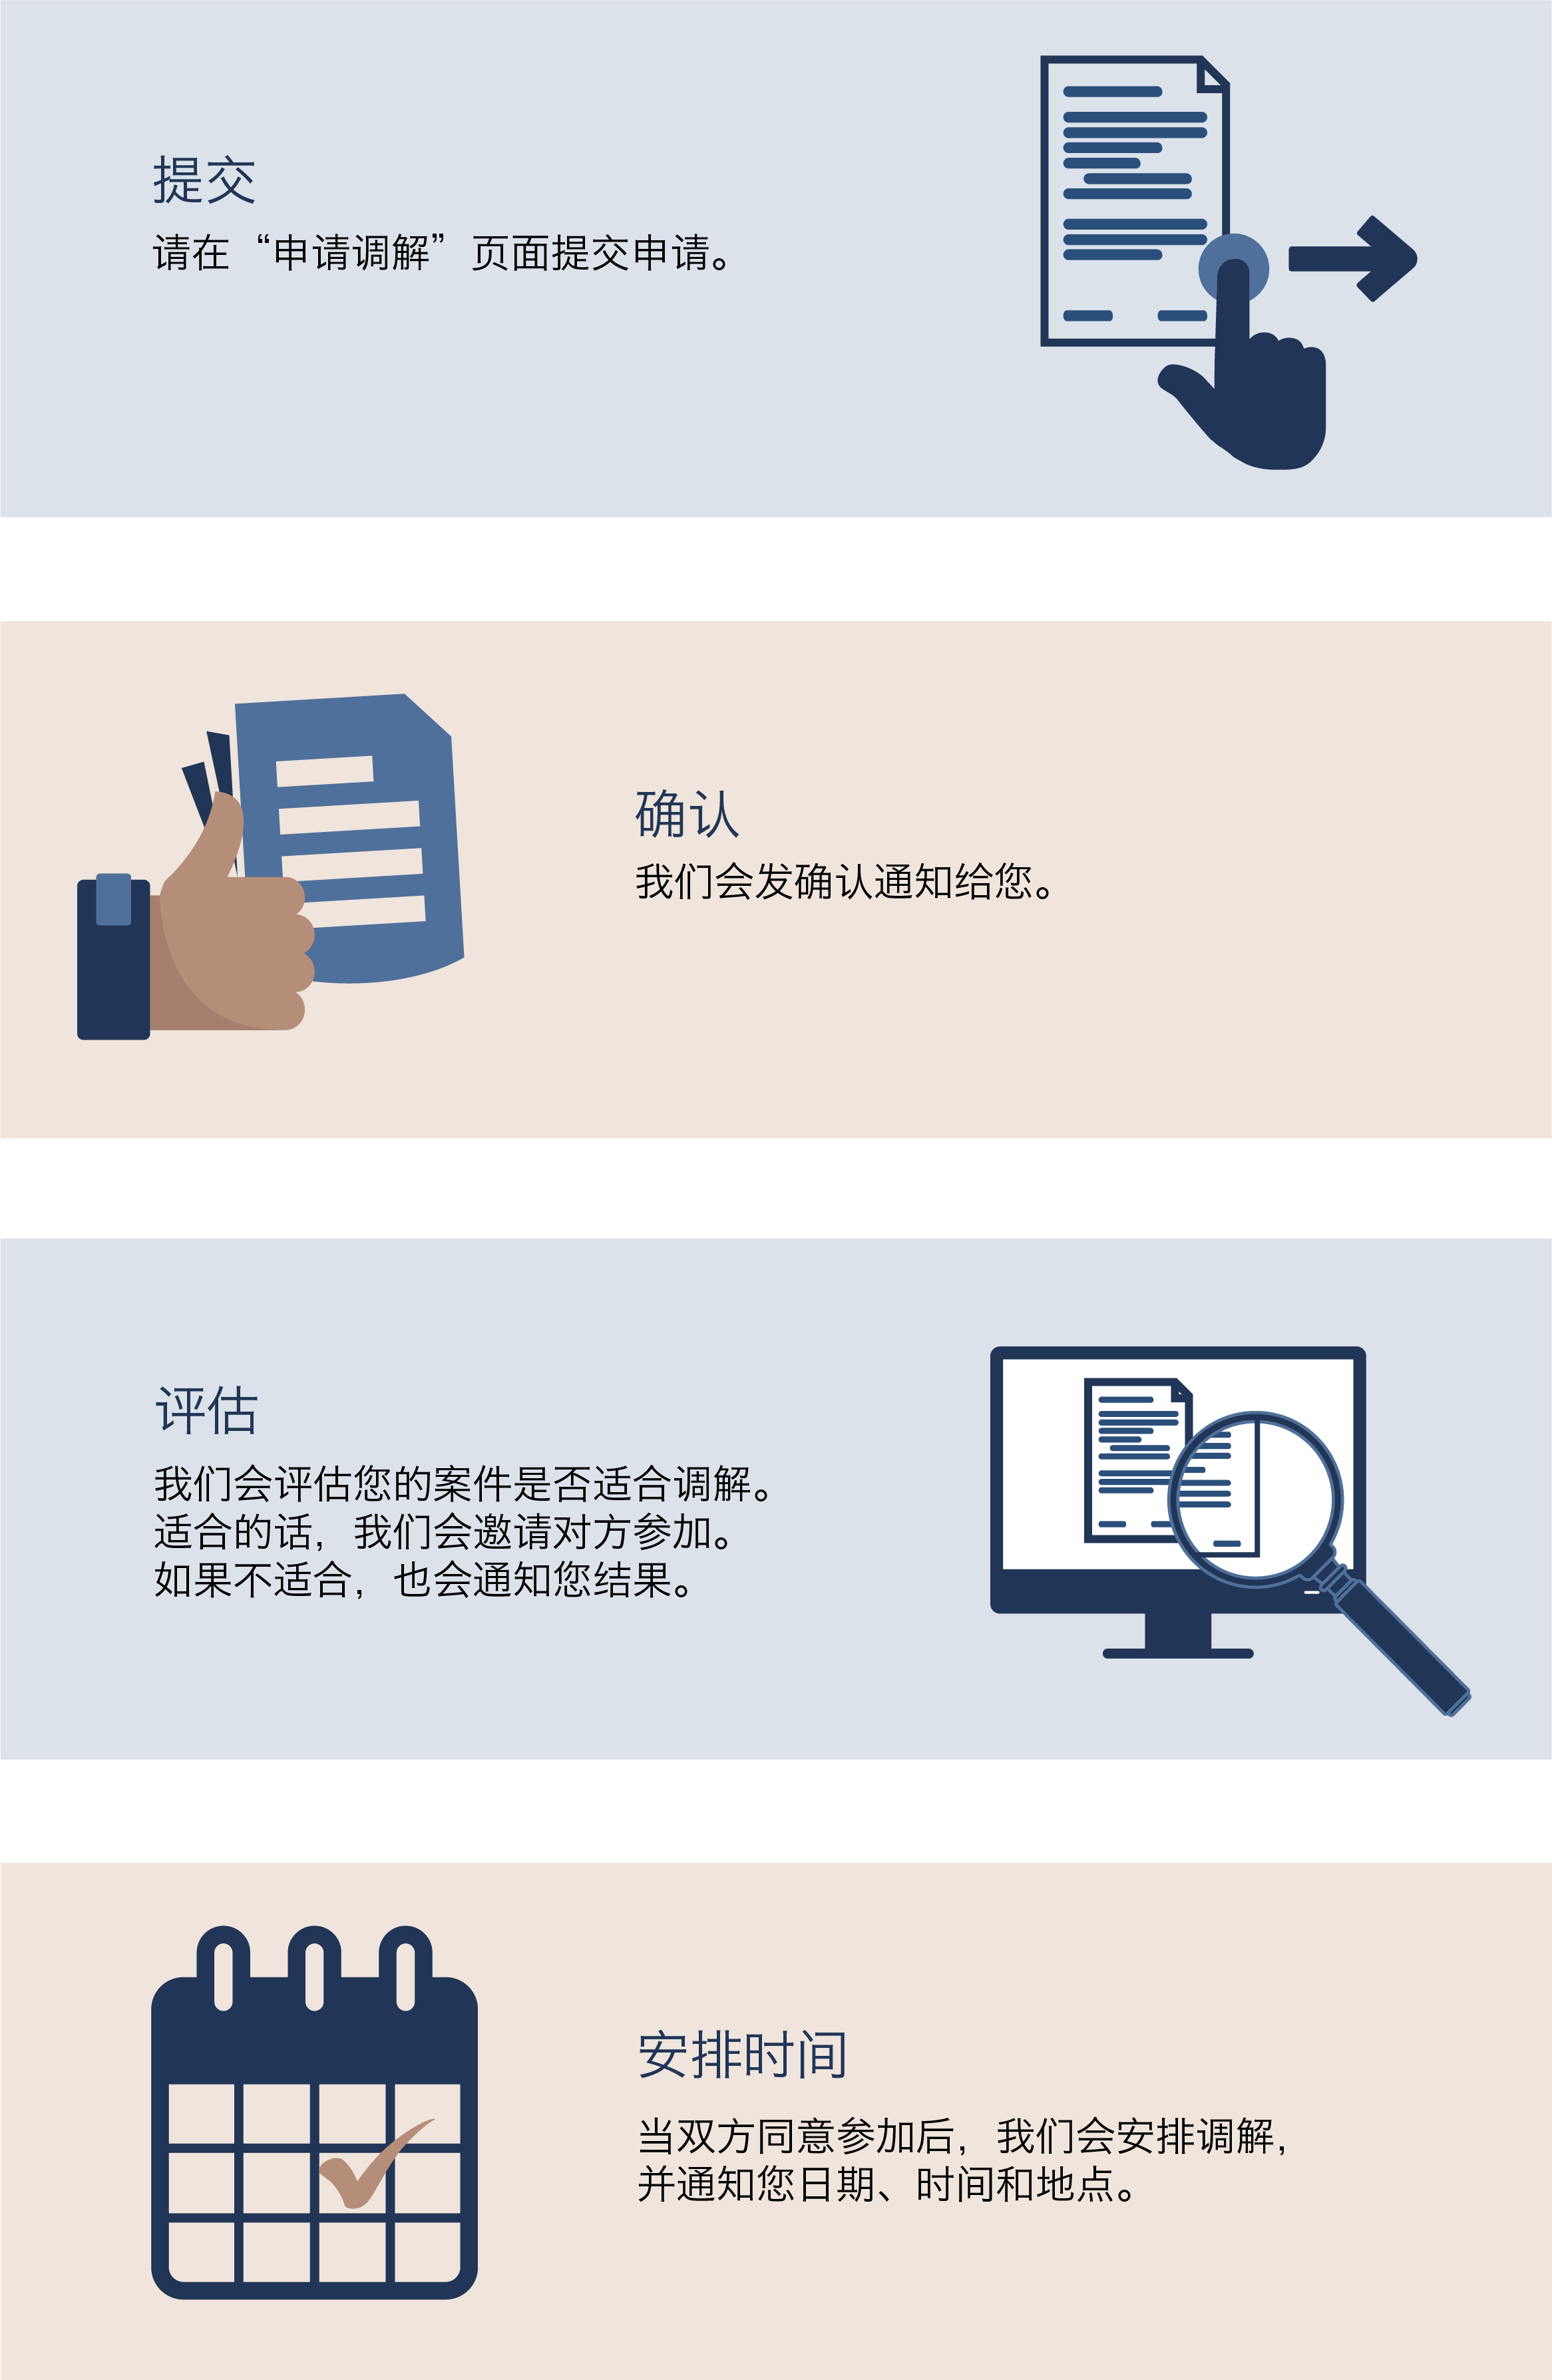 提交
请在“申请调解”页面提交申请。
确认
我们会发确认通知给您。
评估
我们会评估您的案件是否适合调解。
适合的话，我们会邀请对方参加。
如果不适合，也会通知您结果。
安排时间
当双方同意参加后，我们会安排调解，
并通知您日期、时间和地点。